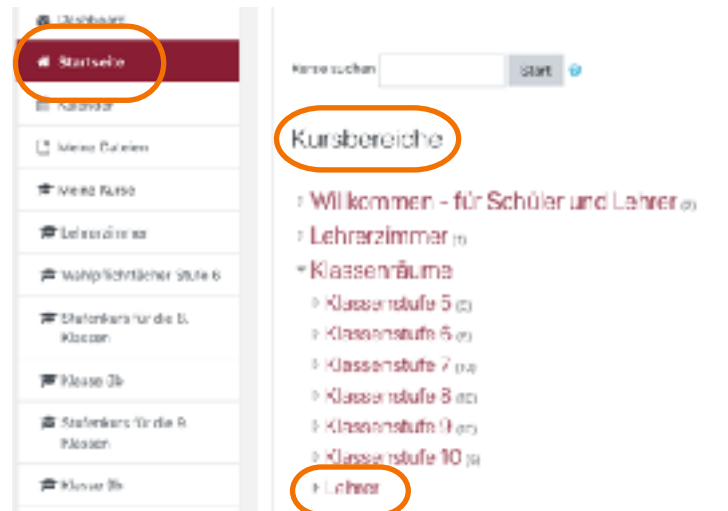 Dashboard
Startseite
Kalender
Meine Dateien
Meine Kurse
Lehrerzimmer
Wahlpflichtfächer Stufe 6
Stufenkurs für die 8.
Klassen
Klasse
Stufenkurs für die 9.
Klassen
Klasse
Kurse suchen
Start
Kursbereiche
Willkommen - für Schüler und Lehrer
Lehrerzimmer (1)
Klassenräume
Klassenstufe 5
Klassenstufe 6
Klassenstufe 7
Klassenstufe 8
Klassenstufe 9
Klassenstufe 10
Lehrer